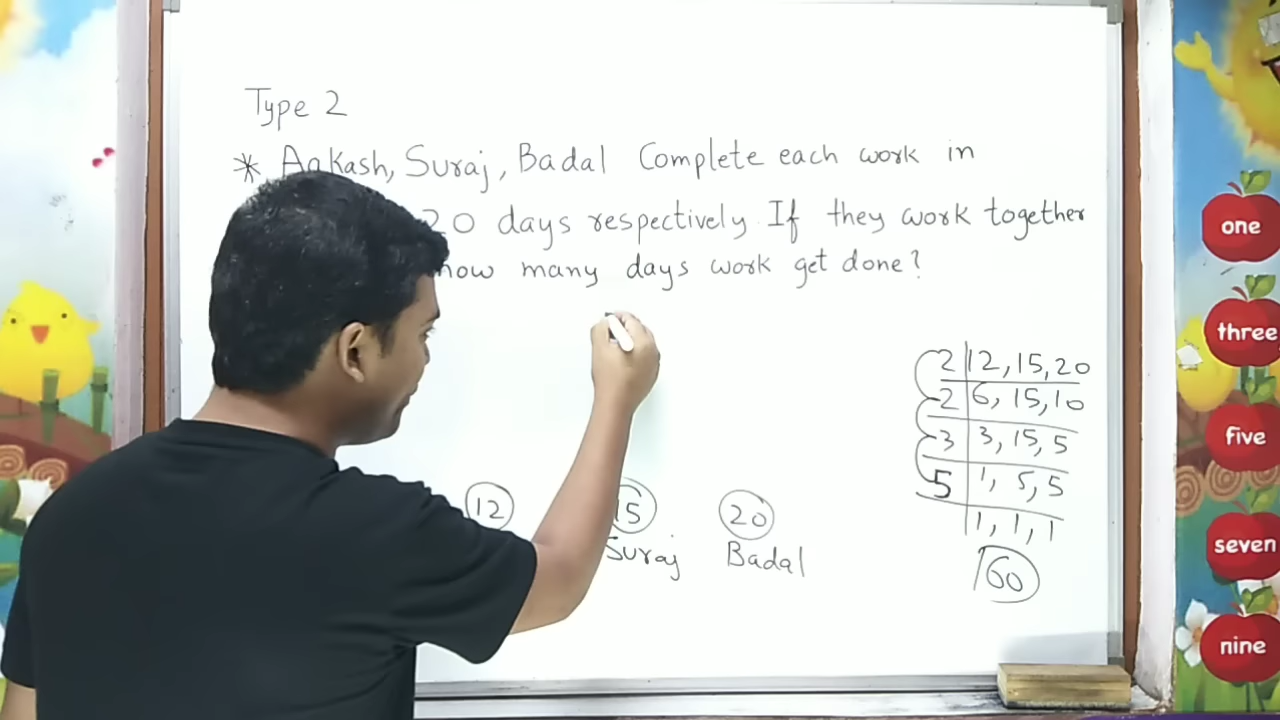 Type 2
* Aakash, Suraj, Badal Complete each work in
20 days respectively If they work together
how many days work get done?
2 12, 15, 20
2 6, 15, 10
3 3, 15, 5
5 1, 5, 5
1, 1, 1
60
12 15 20
Suraj Badal
one
three
five
seven
nine